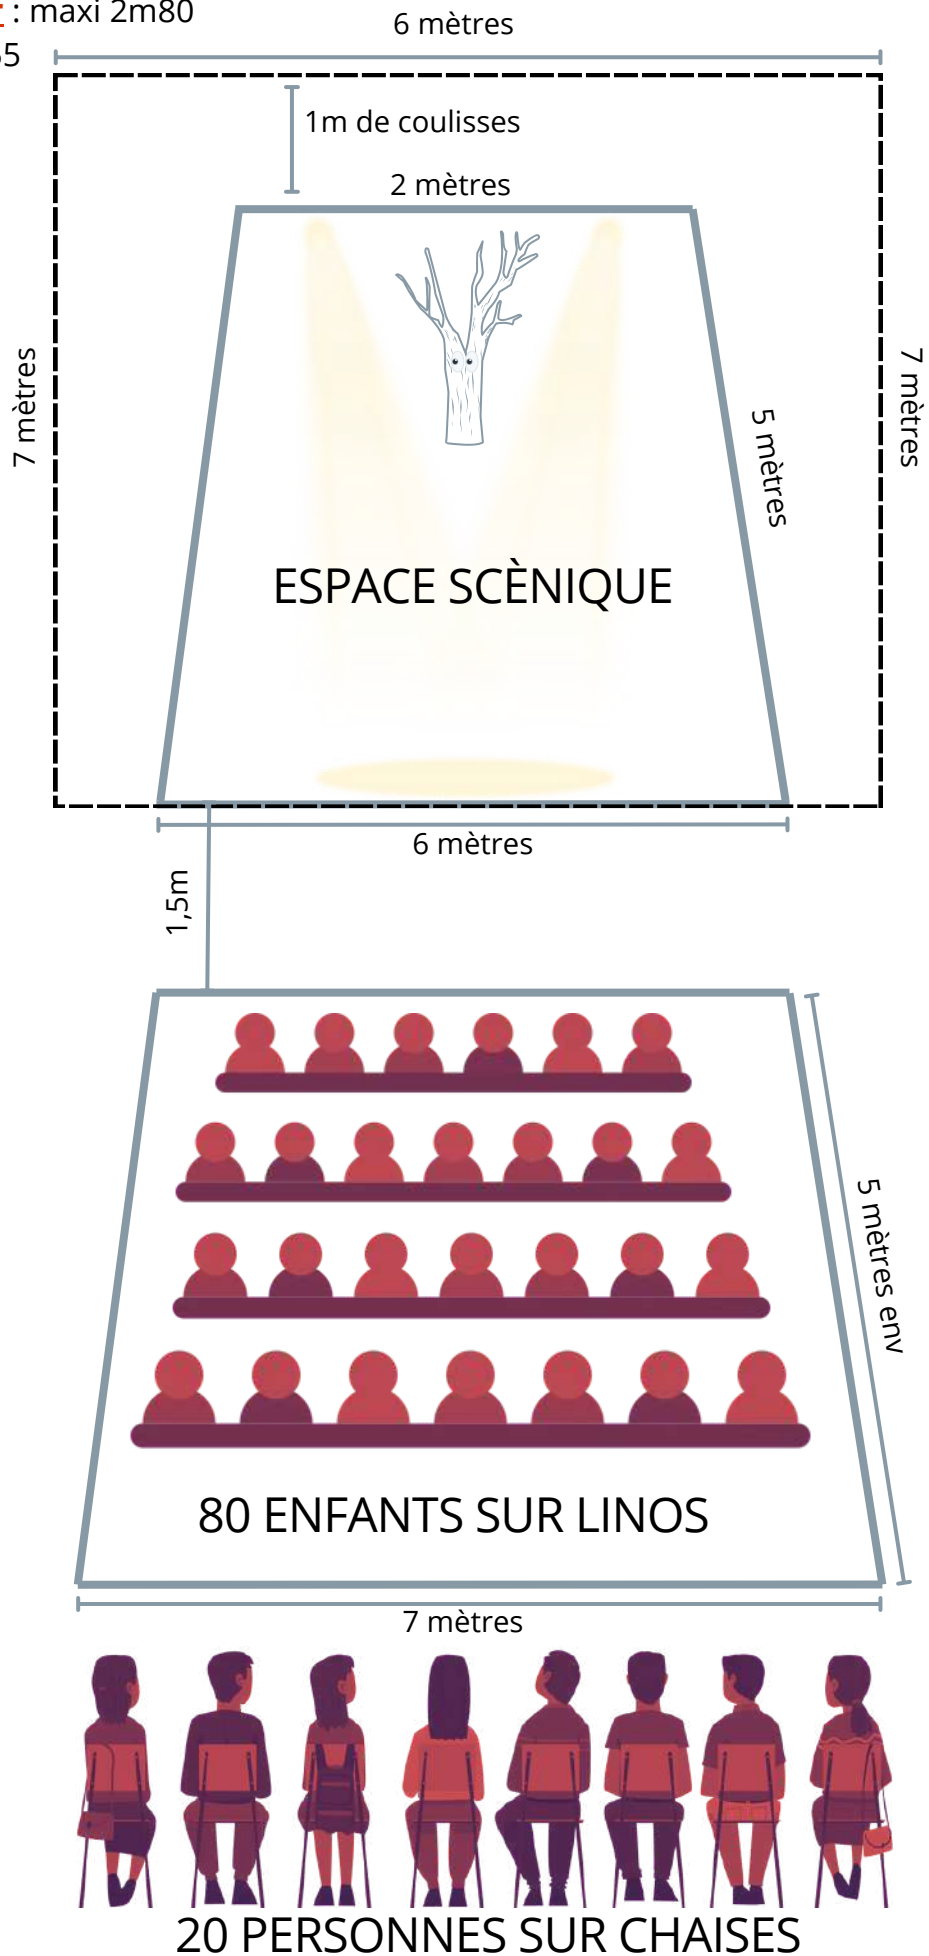 : maxi 2m80
6 mètres
1m de coulisses
2 mètres
7 mètres
7 mètres
5 mètres
ESPACE SCÈNIQUE
6 mètres
1,5m
5 mètres env
80 ENFANTS SUR LINOS
7 mètres
20 PERSONNES SUR CHAISES